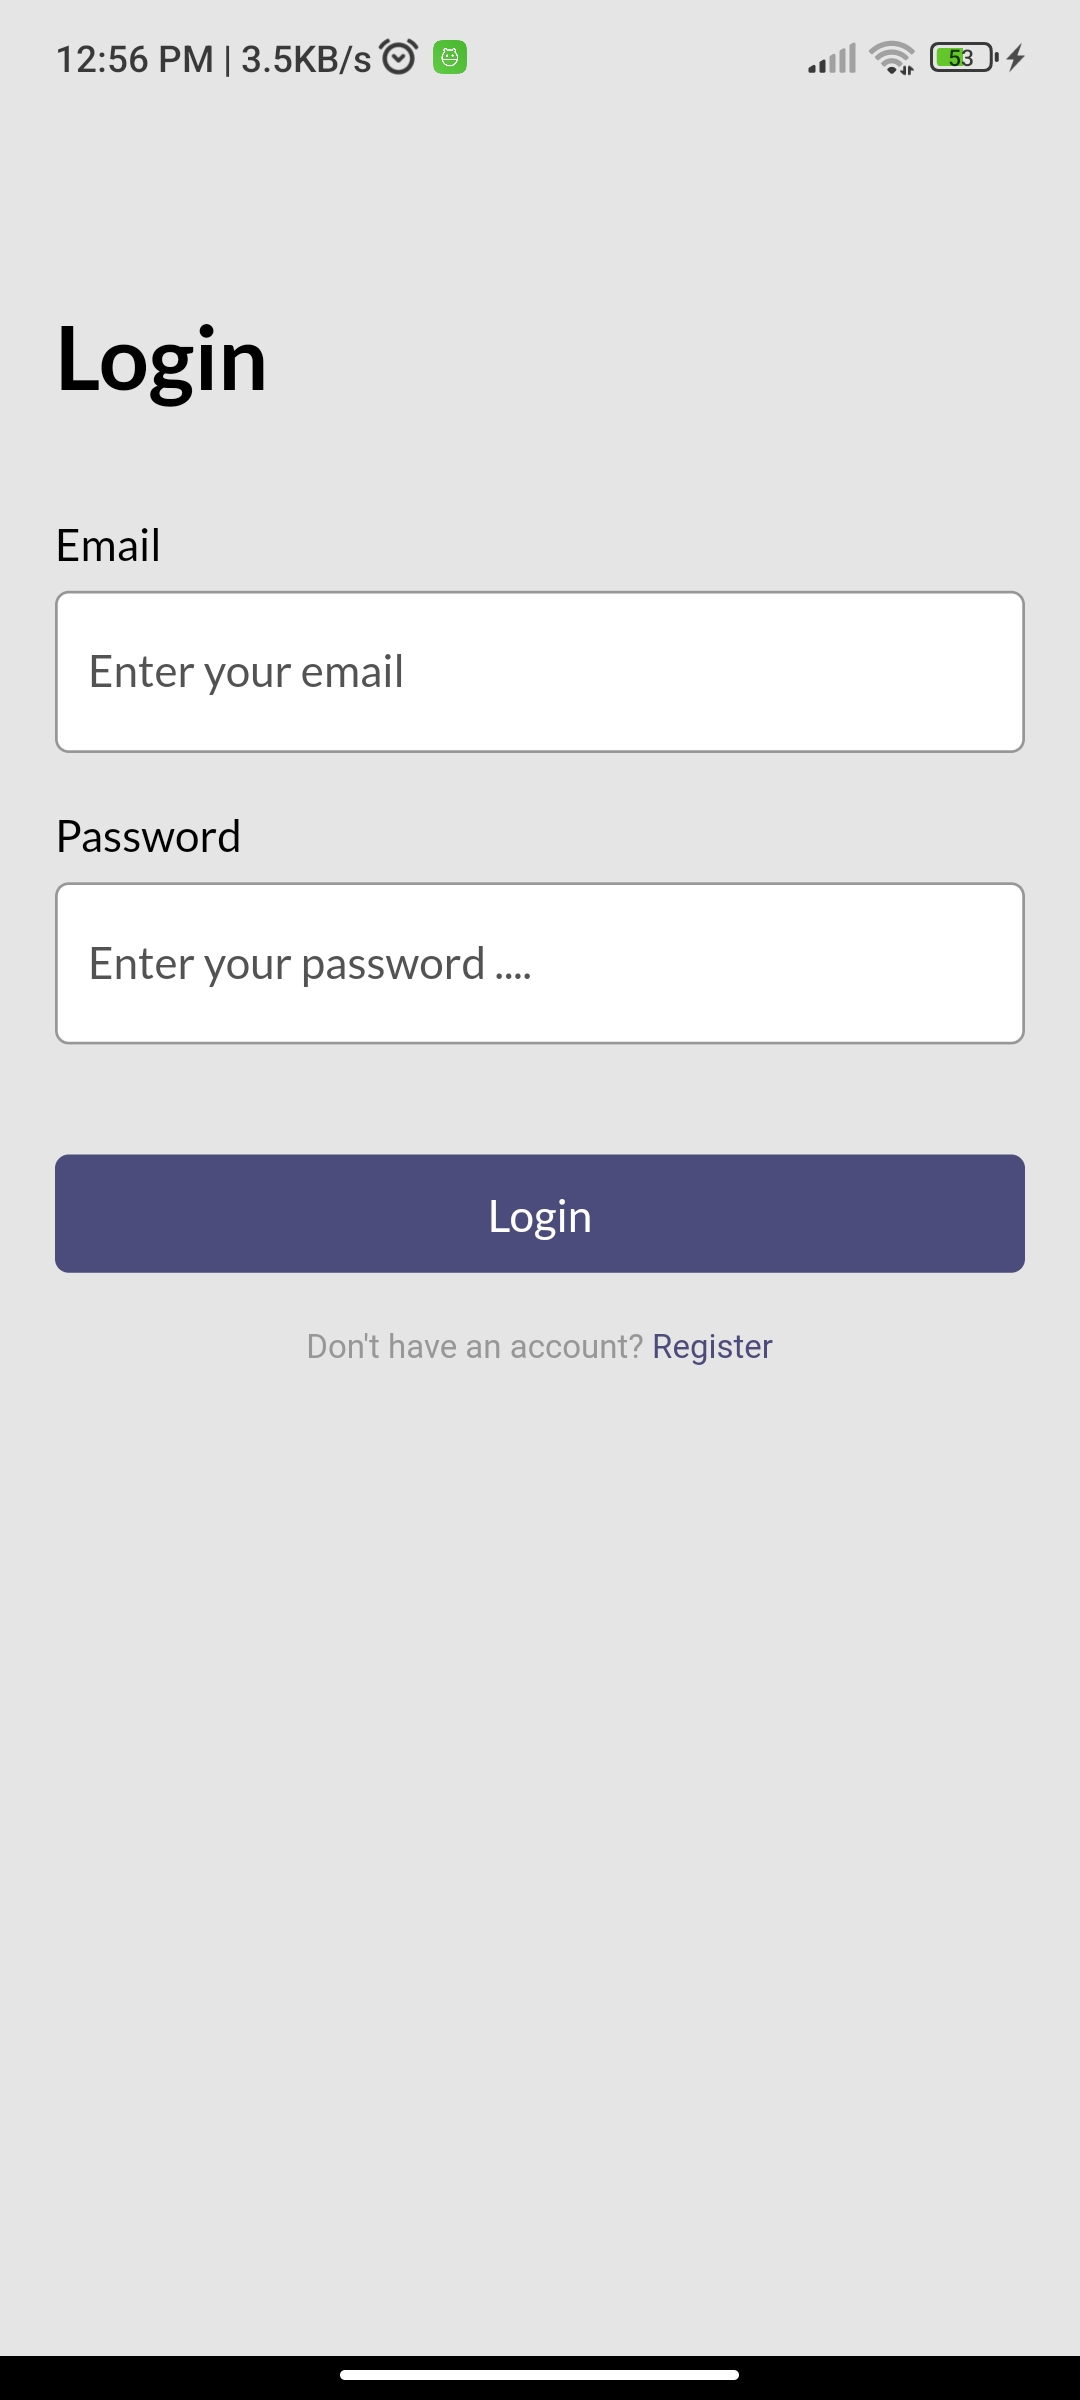 12:56 PM | 3.5KB/s
53
Login
Email
Enter your email
Password
Enter your password ....
Login
Don't have an account? Register